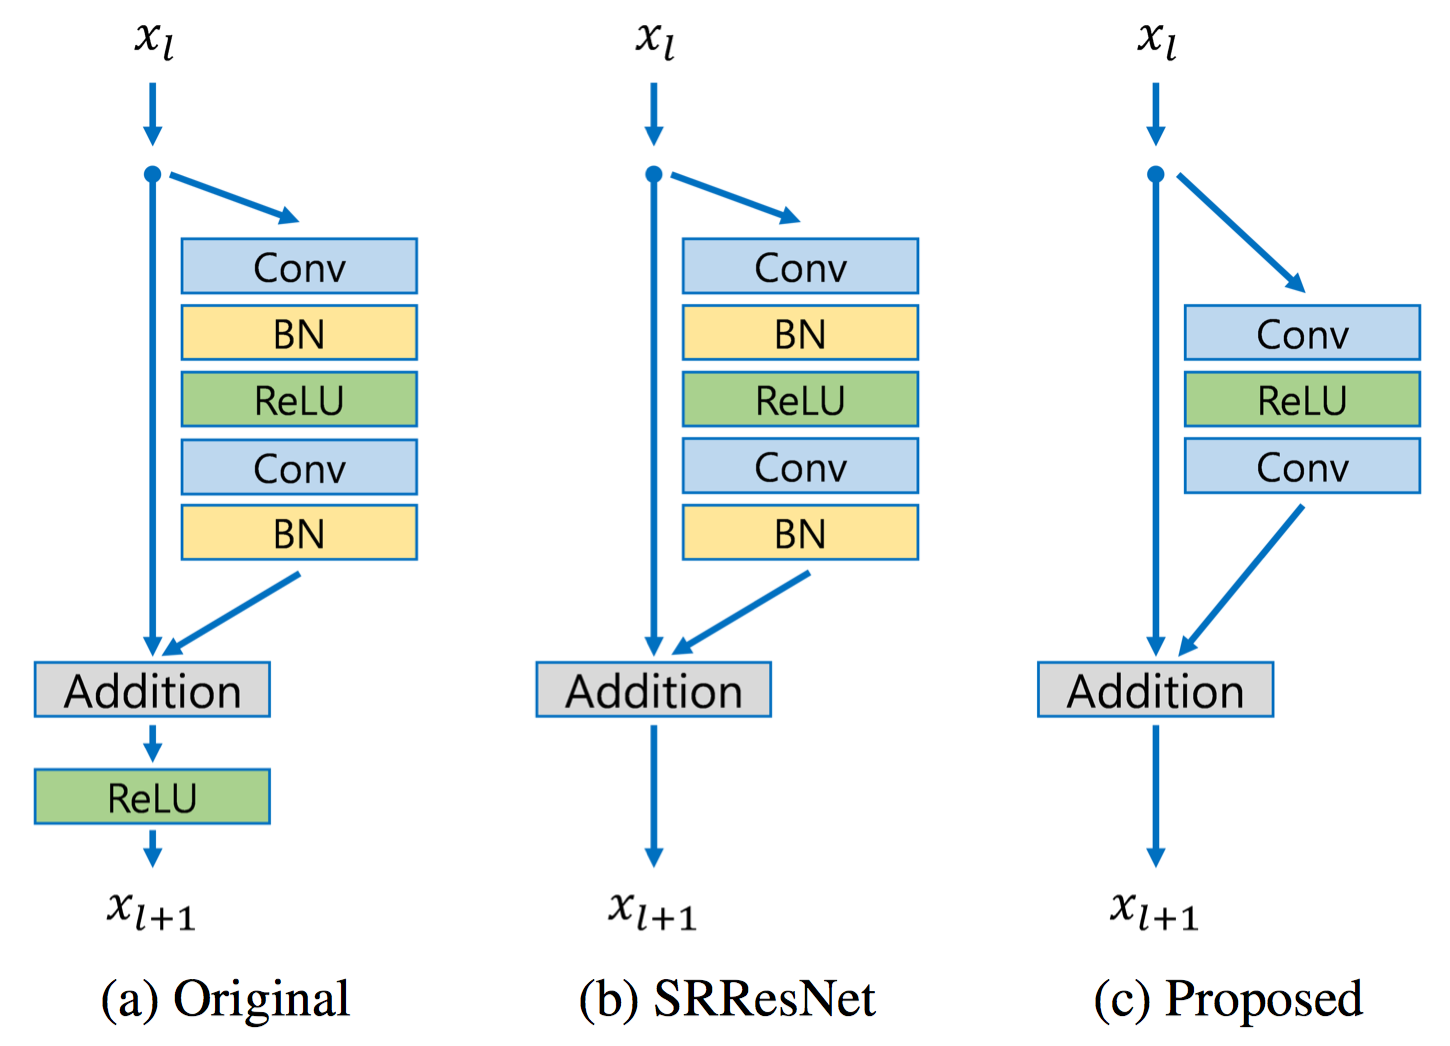 x_l
Conv
BN
ReLU
Conv
BN
Addition
ReLU
x_{l+1}
(a) Original
x_l
Conv
BN
ReLU
Conv
BN
Addition
x_{l+1}
(b) SRResNet
x_l
Conv
ReLU
Conv
Addition
x_{l+1}
(c) Proposed